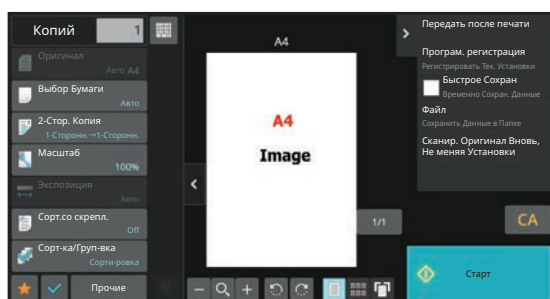 Копий 1
Оригинал
Авто A4
Выбор Бумаги
Авто
2-Стор. Копия
1-Сторонн.→1-Сторонн.
Масштаб
100%
Экспозиция
Авто
Сорт.со скрепл.
Off
Сорт-ка/Груп-вка
Сорти-ровка
Прочие
A4
A4
Image
1/1
Передать после печати
Програм. регистрация
Регистрировать Тек. Установки
Быстрое Сохран
Временно Сохран. Данные
Файл
Сохранить Данные в Папке
Сканир. Оригинал Вновь,
Не меняя Установки
CA
Старт